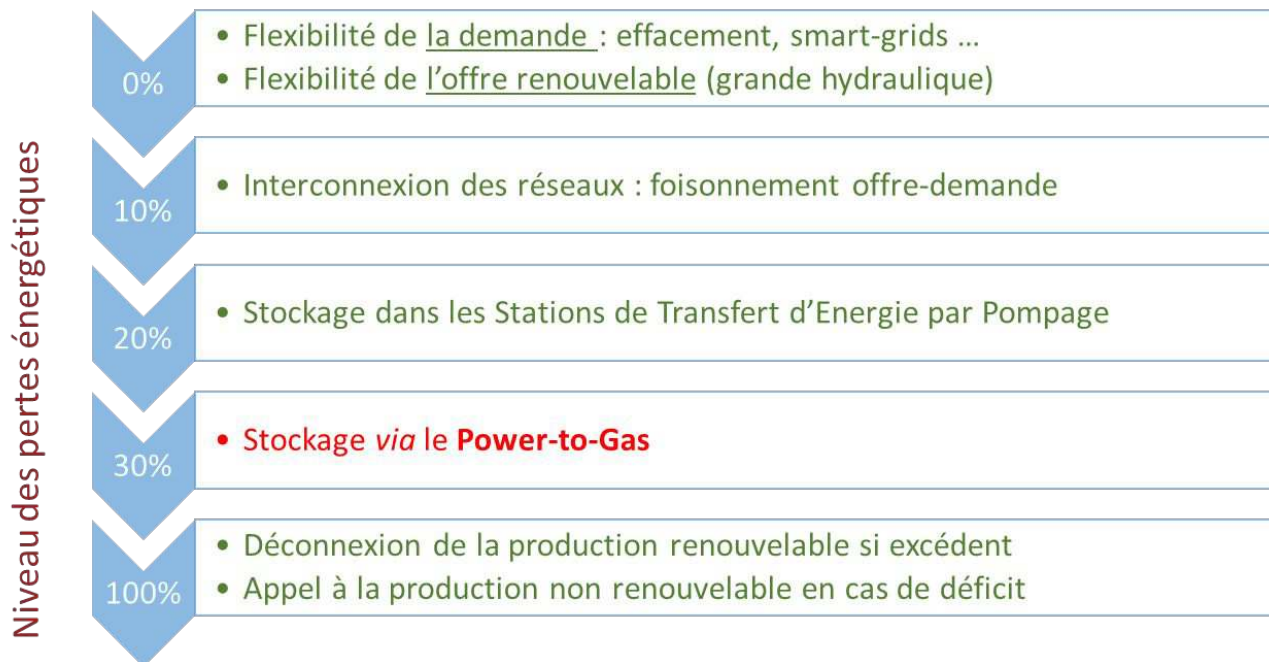 Niveau des pertes énergétiques
0%
• Flexibilité de la demande : effacement, smart-grids ...
• Flexibilité de l'offre renouvelable (grande hydraulique)
10%
• Interconnexion des réseaux : foisonnement offre-demande
20%
• Stockage dans les Stations de Transfert d'Energie par Pompage
30%
• Stockage via le Power-to-Gas
100%
• Déconnexion de la production renouvelable si excédent
• Appel à la production non renouvelable en cas de déficit